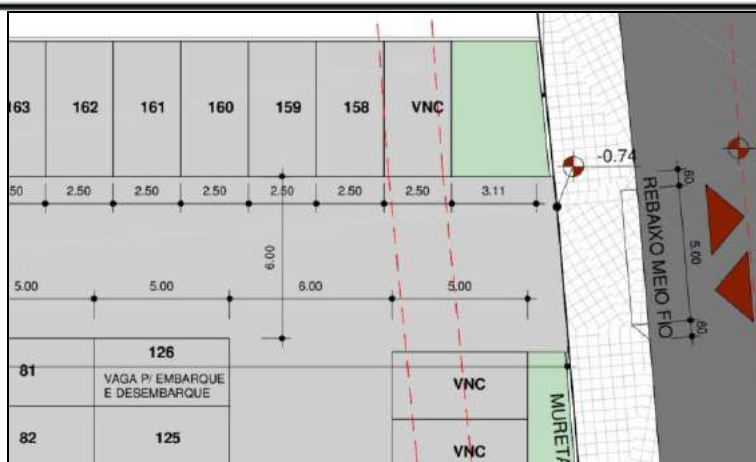 163 162 161 160 159 158 VNC
-0.74
.50 2.50 2.50 2.50 2.50 2.50 2.50 3.11
.60
REBAIXO MEIO FIO
5.00
.60
6.00
5.00 5.00 6.00 5.00
81
126
VAGA P/ EMBARQUE
E DESEMBARQUE
VNC
82
125
VNC
MURETA